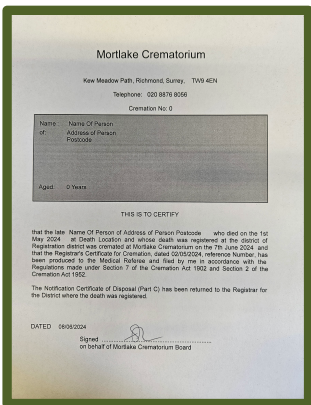 Mortlake Crematorium
Kew Meadow Path, Richmond, Surrey, TW9 4EN
Telephone: 020 8876 8056
Cremation No: 0
Name Name Of Person
of: Address of Person
Postcode
Aged: 0 Years
THIS IS TO CERTIFY
that the late Name Of Person of Address of Person Postcode who died on the 1st
May 2024 at Death Location and whose death was registered at the district of
Registration district was cremated at Mortlake Crematorium on the 7th June 2024 and
that the Registrar's Certificate for Cremation, dated 02/05/2024, reference Number, has
been produced to the Medical Referee and filed by me in accordance with the
Regulations made under Section 7 of the Cremation Act 1902 and Section 2 of the
Cremation Act 1952.
The Notification Certificate of Disposal (Part C) has been returned to the Registrar for
the District where the death was registered.
DATED 06/06/2024
Signed
on behalf of Mortlake Crematorium Board